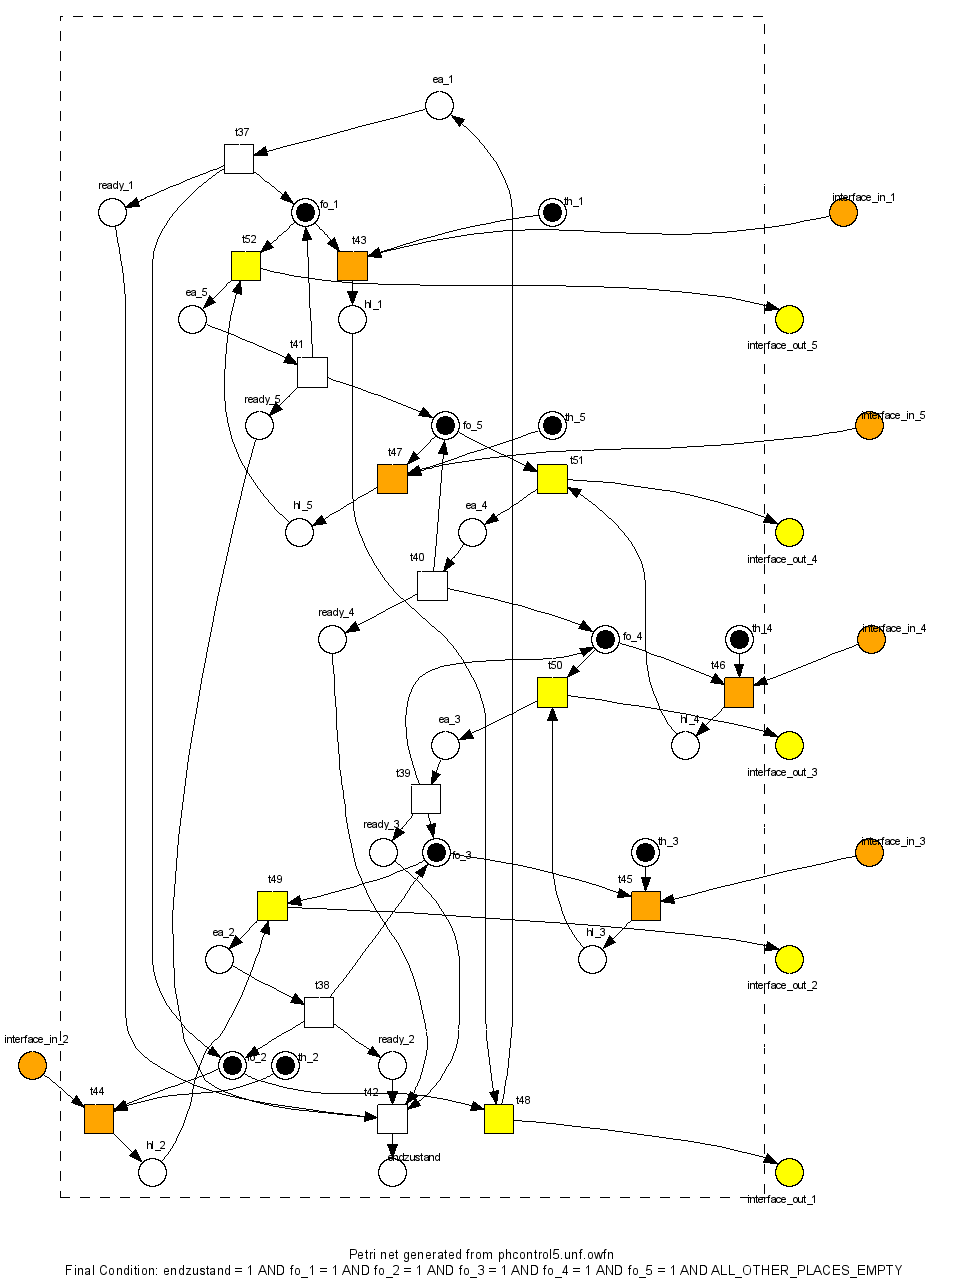 ea_1
t37
ready_1
fo_1
th_1
interface_in_1
t52
t43
ea_5
hl_1
t41
interface_out_5
ready_5
fo_5
th_5
interface_in_5
t47
t51
hl_5
ea_4
t40
interface_out_4
ready_4
fo_4
th_4
interface_in_4
t50
t46
ea_3
hl_4
t39
interface_out_3
ready_3
fo_3
th_3
interface_in_3
t49
t45
ea_2
hl_3
t38
interface_out_2
interface_in_2
fo_2
th_2
ready_2
t44
t42
t48
hl_2
endzustand
interface_out_1
Petri net generated from phcontrol5.unf.owfn
Final Condition: endzustand = 1 AND fo_1 = 1 AND fo_2 = 1 AND fo_3 = 1 AND fo_4 = 1 AND fo_5 = 1 AND ALL_OTHER_PLACES_EMPTY